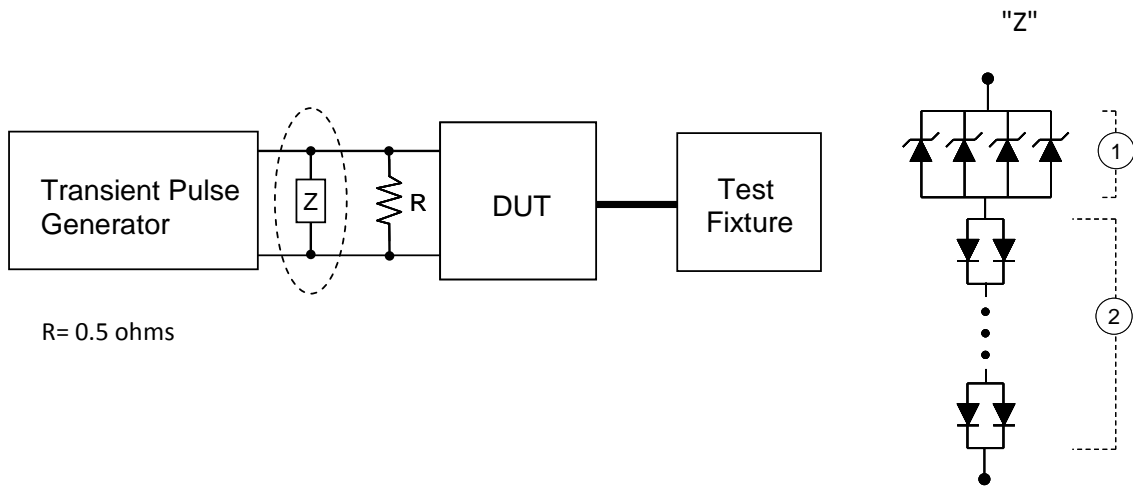 "Z"
Transient Pulse
Generator
Z
R
DUT
Test
Fixture
1
2
R= 0.5 ohms